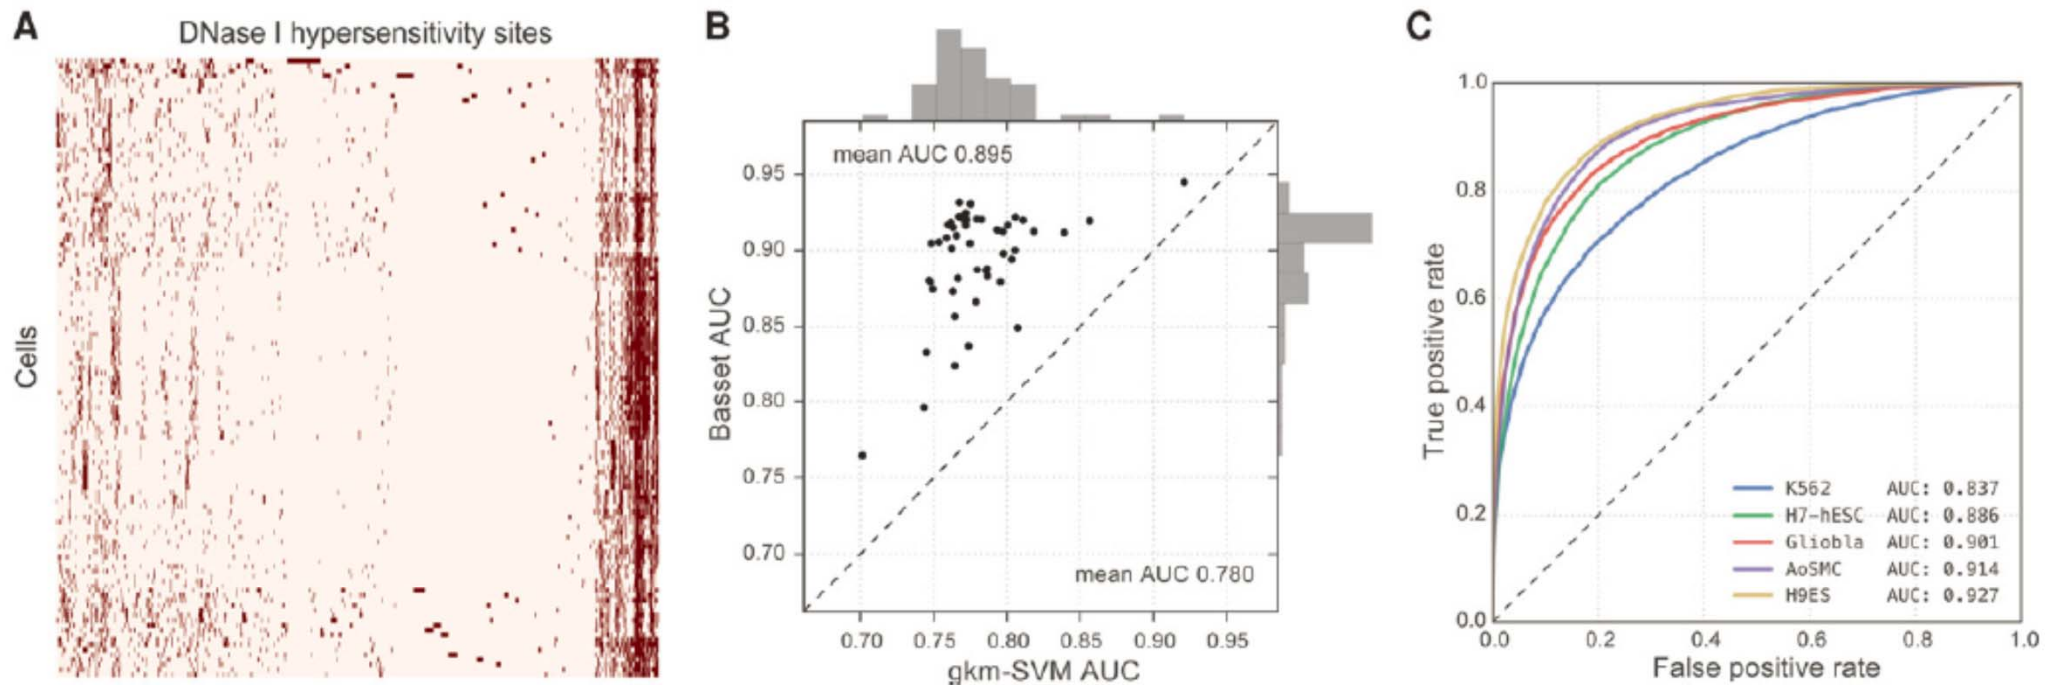 A
DNase I hypersensitivity sites
Cells
B
mean AUC 0.895
mean AUC 0.780
0.95
0.90
0.85
0.80
0.75
0.70
Basset AUC
0.70 0.75 0.80 0.85 0.90 0.95
gkm-SVM AUC
C
1.0
0.8
0.6
0.4
0.2
0.0
True positive rate
K562 AUC: 0.837
H7-hESC AUC: 0.886
Gliobla AUC: 0.901
AoSMC AUC: 0.914
H9ES AUC: 0.927
0.0 0.2 0.4 0.6 0.8 1.0
False positive rate